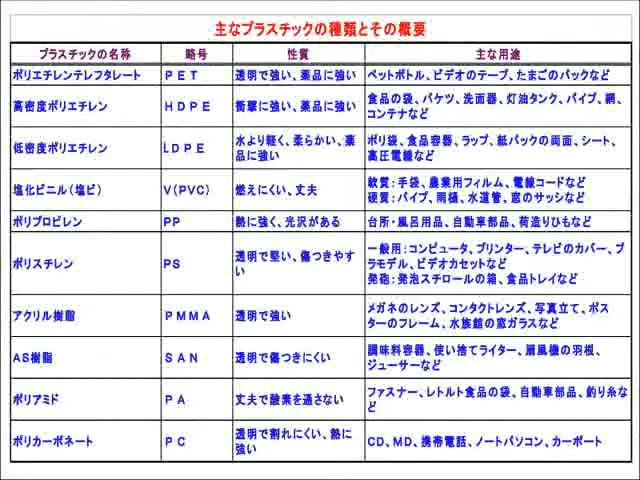 主なプラスチックの種類とその概要
プラスチックの名称 略号 性質 主な用途
ポリエチレンテレフタレート ＰＥＴ 透明で強い、薬品に強い ペットボトル、ビデオのテープ、たまごのパックなど
高密度ポリエチレン ＨＤＰＥ 衝撃に強い、薬品に強い 食品の袋、バケツ、洗面器、灯油タンク、パイプ、網、
コンテナなど
低密度ポリエチレン ＬＤＰＥ 水より軽く、柔らかい、薬
品に強い ポリ袋、食品容器、ラップ、紙パックの両面、シート、
高圧電線など
塩化ビニル（塩ビ） Ｖ（ＰＶＣ） 燃えにくい、丈夫 軟質：手袋、農業用フィルム、電線コードなど
硬質：パイプ、雨樋、水道管、窓のサッシなど
ポリプロピレン PP 熱に強く、光沢がある 台所・風呂用品、自動車部品、荷造りひもなど
ポリスチレン PS 透明で堅い、傷つきやす
い 一般用：コンピュータ、プリンター、テレビのカバー、プ
ラモデル、ビデオカセットなど
発砲：発泡スチロールの箱、食品トレイなど
アクリル樹脂 ＰＭＭＡ 透明で強い メガネのレンズ、コンタクトレンズ、写真立て、ポス
ターのフレーム、水族館の窓ガラスなど
AS樹脂 ＳＡＮ 透明で傷つきにくい 調味料容器、使い捨てライター、扇風機の羽根、
ジューサーなど
ポリアミド ＰＡ 丈夫で酸素を通さない ファスナー、レトルト食品の袋、自動車部品、釣り糸な
ど
ポリカーボネート ＰＣ 透明で割れにくい、熱に
強い CD、MD、携帯電話、ノートパソコン、カーポート